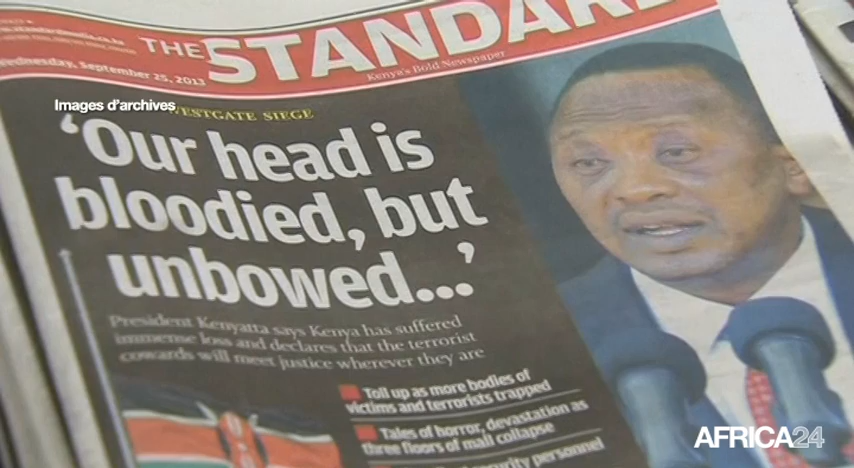 THE STANDARD
Kenya's Bold Newspaper
Wednesday, September 25, 2013
Images d'archives
WESTGATE SIEGE
'Our head is
bloodied, but
unbowed...'
President Kenyatta says Kenya has suffered
immense loss and declares that the terrorist
cowards will meet justice wherever they are
Toll up as more bodies of
victims and terrorists trapped
Tales of horror, devastation as
three floors of mall collapse
security personnel
AFRICA24